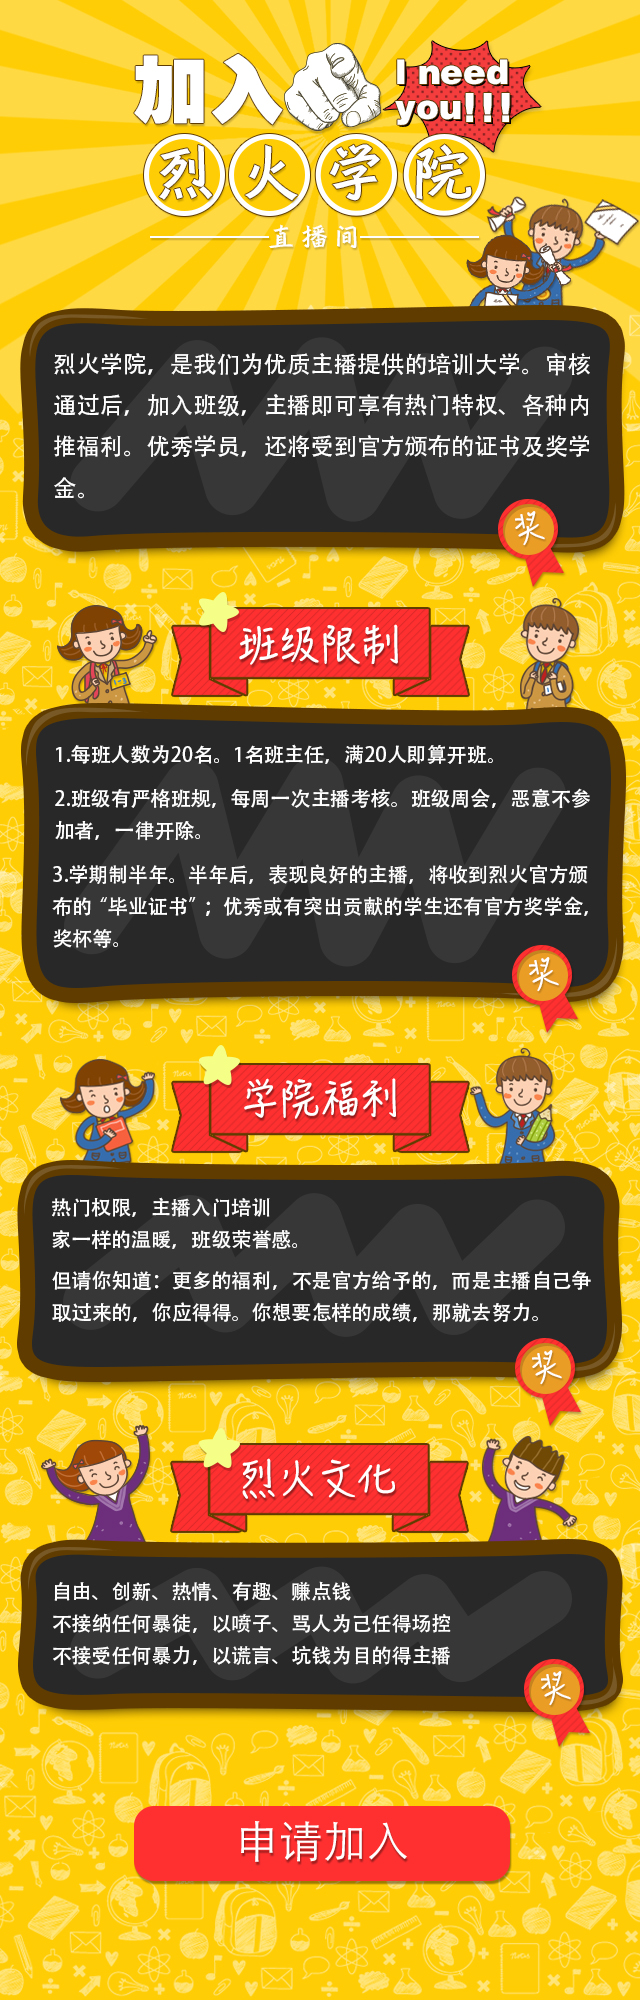 加入
I need
you!!!
烈火学院
直播间
烈火学院，是我们为优质主播提供的培训大学。审核
通过后，加入班级，主播即可享有热门特权、各种内
推福利。优秀学员，还将受到官方颁布的证书及奖学
金。
奖
班级限制
1.每班人数为20名。1名班主任，满20人即算开班。
2.班级有严格班规，每周一次主播考核。班级周会，恶意不参
加者，一律开除。
3.学期制半年。半年后，表现良好的主播，将收到烈火官方颁
布的“毕业证书”；优秀或有突出贡献的学生还有官方奖学金,
奖杯等。
奖
学院福利
热门权限，主播入门培训
家一样的温暖，班级荣誉感。
但请你知道：更多的福利，不是官方给予的，而是主播自己争
取过来的，你应得得。你想要怎样的成绩，那就去努力。
奖
烈火文化
自由、创新、热情、有趣、赚点钱
不接纳任何暴徒，以喷子、骂人为己任得场控
不接受任何暴力，以谎言、坑钱为目的得主播
奖
申请加入